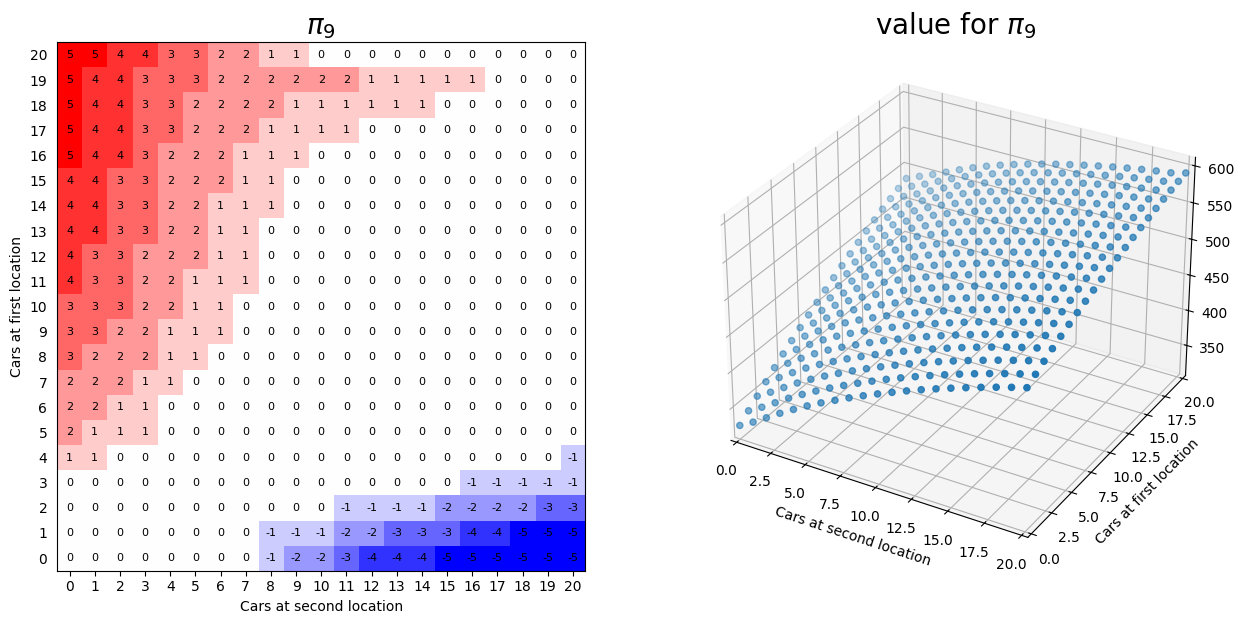 π₉
20 5 5 4 4 3 3 2 2 1 1 0 0 0 0 0 0 0 0 0 0 0
19 5 4 4 3 3 3 2 2 2 2 2 2 1 1 1 1 1 0 0 0 0
18 5 4 4 3 3 2 2 2 2 1 1 1 1 1 1 0 0 0 0 0 0
17 5 4 4 3 3 2 2 2 1 1 1 1 0 0 0 0 0 0 0 0 0
16 5 4 4 3 2 2 2 1 1 1 0 0 0 0 0 0 0 0 0 0 0
15 4 4 3 3 2 2 2 1 1 0 0 0 0 0 0 0 0 0 0 0 0
14 4 4 3 3 2 2 1 1 1 0 0 0 0 0 0 0 0 0 0 0 0
13 4 4 3 3 2 2 1 1 0 0 0 0 0 0 0 0 0 0 0 0 0
12 4 3 3 2 2 2 1 1 0 0 0 0 0 0 0 0 0 0 0 0 0
11 4 3 3 2 2 1 1 1 0 0 0 0 0 0 0 0 0 0 0 0 0
10 3 3 3 2 2 1 1 0 0 0 0 0 0 0 0 0 0 0 0 0 0
9 3 3 2 2 1 1 1 0 0 0 0 0 0 0 0 0 0 0 0 0 0
8 3 2 2 2 1 1 0 0 0 0 0 0 0 0 0 0 0 0 0 0 0
7 2 2 2 1 1 0 0 0 0 0 0 0 0 0 0 0 0 0 0 0 0
6 2 2 1 1 0 0 0 0 0 0 0 0 0 0 0 0 0 0 0 0 0
5 2 1 1 1 0 0 0 0 0 0 0 0 0 0 0 0 0 0 0 0 0
4 1 1 0 0 0 0 0 0 0 0 0 0 0 0 0 0 0 0 0 0 -1
3 0 0 0 0 0 0 0 0 0 0 0 0 0 0 0 0 -1 -1 -1 -1 -1
2 0 0 0 0 0 0 0 0 0 0 0 -1 -1 -1 -1 -2 -2 -2 -2 -3 -3
1 0 0 0 0 0 0 0 0 -1 -1 -1 -2 -2 -3 -3 -3 -4 -4 -5 -5 -5
0 0 0 0 0 0 0 0 0 -1 -2 -2 -3 -4 -4 -4 -5 -5 -5 -5 -5 -5
0 1 2 3 4 5 6 7 8 9 10 11 12 13 14 15 16 17 18 19 20
Cars at second location
Cars at first location
value for π₉
600
550
500
450
400
350
0.0 2.5 5.0 7.5 10.0 12.5 15.0 17.5 20.0
Cars at second location
0.0 2.5 5.0 7.5 10.0 12.5 15.0 17.5 20.0
Cars at first location